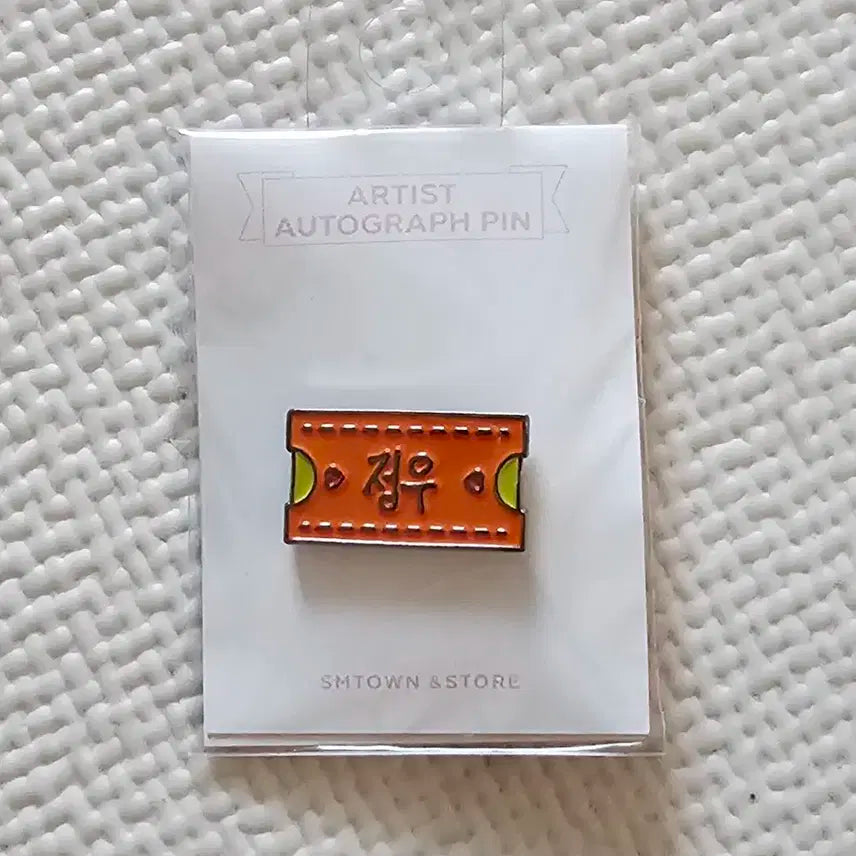 ARTIST
AUTOGRAPH PIN
정우
SMTOWN &STORE